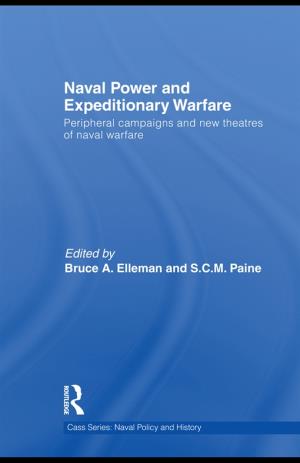 Naval Power and
Expeditionary Warfare
Peripheral campaigns and new theatres
of naval warfare
Edited by
Bruce A. Elleman and S.C.M. Paine
ROUTLEDGE
Cass Series: Naval Policy and History